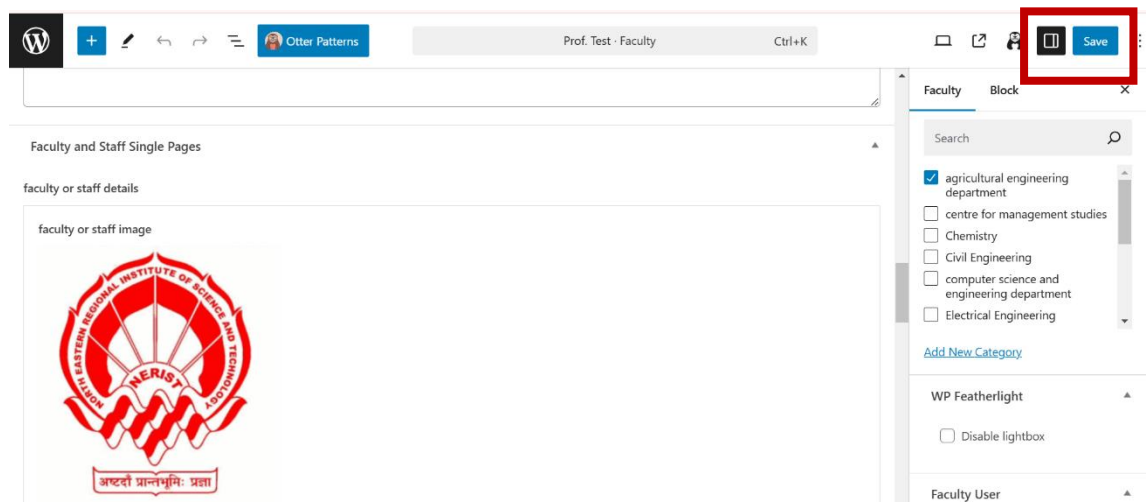 Otter Patterns
Prof. Test · Faculty
Ctrl+K
Save
Faculty and Staff Single Pages
faculty or staff details
faculty or staff image
NORTH EASTERN REGIONAL INSTITUTE OF SCIENCE AND TECHNOLOGY
NERIST
अष्टदौ प्रान्तभूमिः प्रज्ञा
Faculty
Block
Search
agricultural engineering
department
centre for management studies
Chemistry
Civil Engineering
computer science and
engineering department
Electrical Engineering
Add New Category
WP Featherlight
Disable lightbox
Faculty User